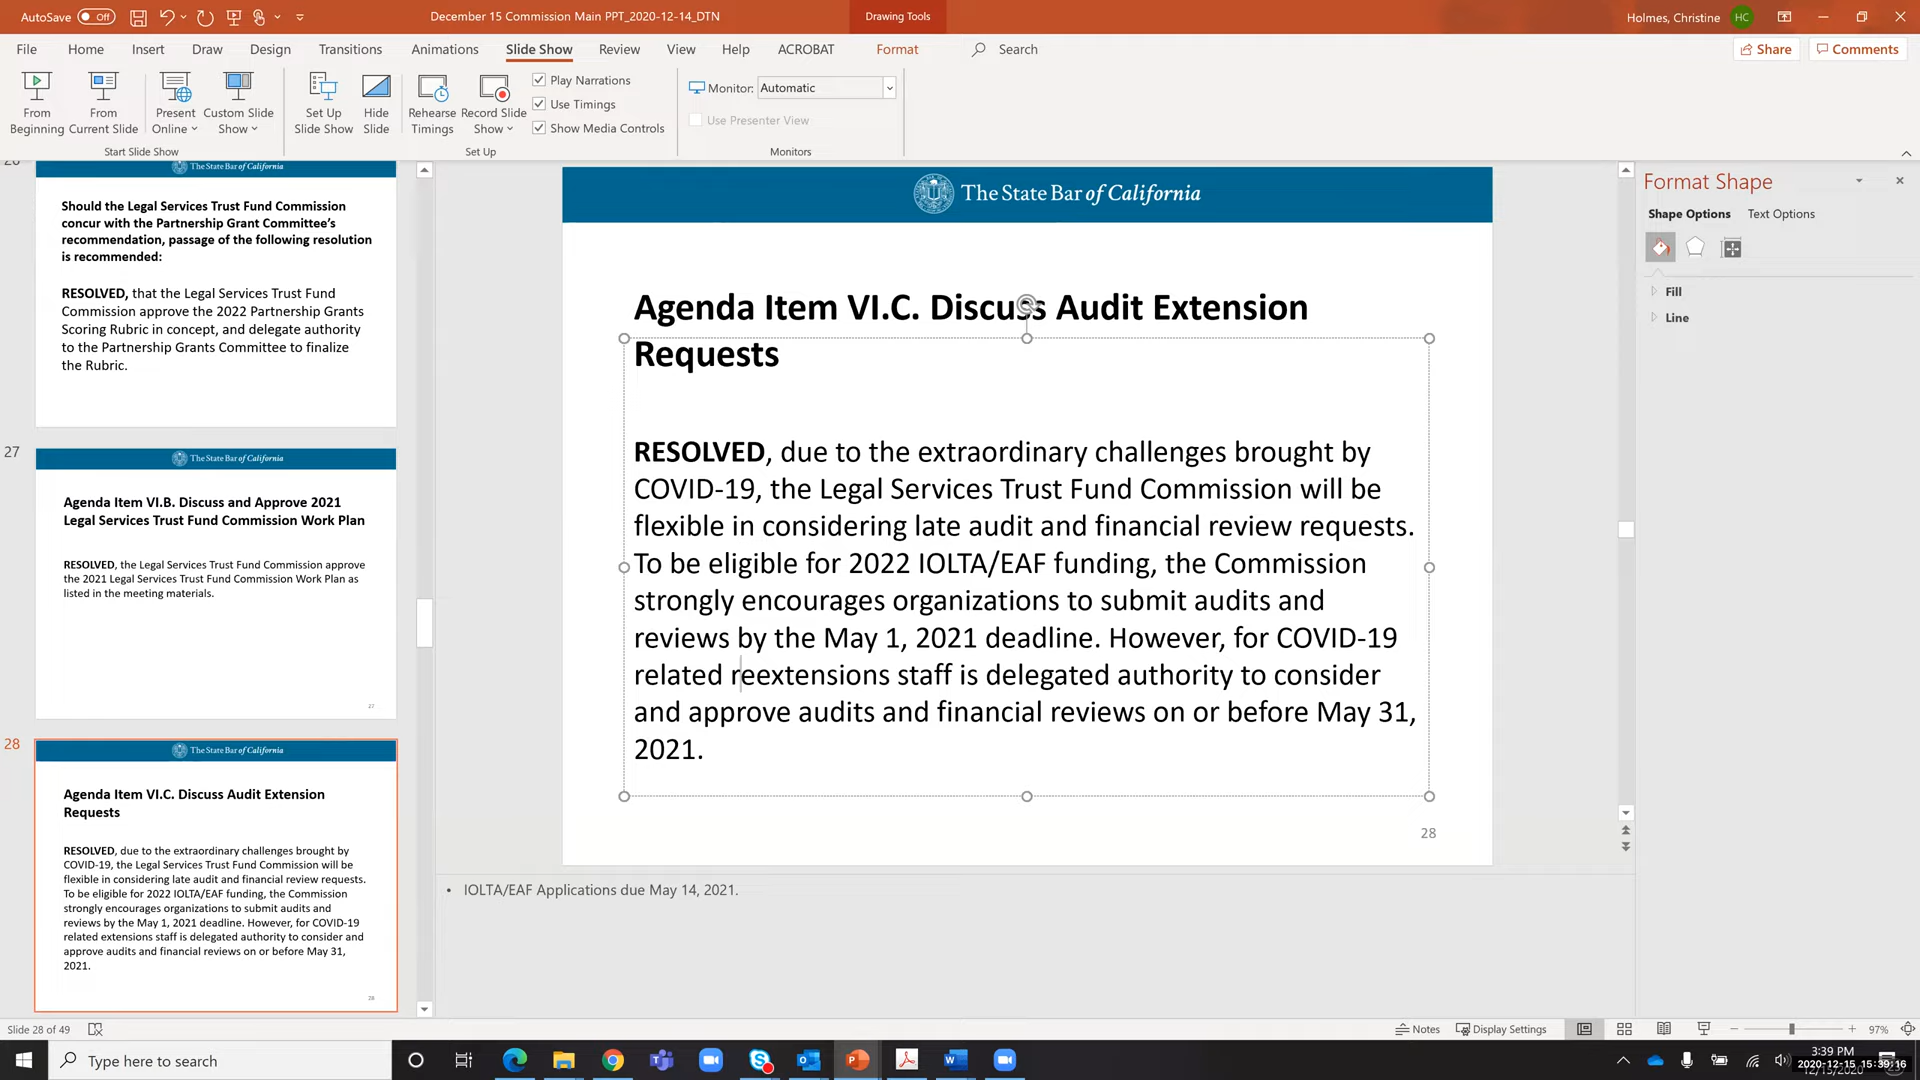 AutoSave Off
December 15 Commission Main PPT_2020-12-14_DTN
Drawing Tools
Holmes, Christine HC
File Home Insert Draw Design Transitions Animations Slide Show Review View Help ACROBAT Format Search
Share Comments
From Beginning
From Current Slide
Present Online
Custom Slide Show
Set Up Slide Show
Hide Slide
Rehearse Timings
Record Slide Show
Play Narrations
Use Timings
Show Media Controls
Monitor: Automatic
Use Presenter View
Start Slide Show
Set Up
Monitors
The State Bar of California
Should the Legal Services Trust Fund
Commission concur with the Partnership Grant Committee's
recommendation, passage of the following resolution
is recommended:
RESOLVED, that the Legal Services Trust Fund
Commission approve the 2022 Partnership Grants
Scoring Rubric in concept, and delegate authority
to the Partnership Grants Committee to finalize
the Rubric.
27
The State Bar of California
Agenda Item VI.B. Discuss and Approve 2021
Legal Services Trust Fund Commission Work Plan
RESOLVED, the Legal Services Trust Fund Commission approve
the 2021 Legal Services Trust Fund Commission Work Plan as
listed in the meeting materials.
27
28
The State Bar of California
Agenda Item VI.C. Discuss Audit Extension
Requests
RESOLVED, due to the extraordinary challenges brought by
COVID-19, the Legal Services Trust Fund Commission will be
flexible in considering late audit and financial review requests.
To be eligible for 2022 IOLTA/EAF funding, the Commission
strongly encourages organizations to submit audits and
reviews by the May 1, 2021 deadline. However, for COVID-19
related extensions staff is delegated authority to consider and
approve audits and financial reviews on or before May 31,
2021.
28
The State Bar of California
Agenda Item VI.C. Discuss Audit Extension
Requests
RESOLVED, due to the extraordinary challenges brought by
COVID-19, the Legal Services Trust Fund Commission will be
flexible in considering late audit and financial review requests.
To be eligible for 2022 IOLTA/EAF funding, the Commission
strongly encourages organizations to submit audits and
reviews by the May 1, 2021 deadline. However, for COVID-19
related reextensions staff is delegated authority to consider
and approve audits and financial reviews on or before May 31,
2021.
28
• IOLTA/EAF Applications due May 14, 2021.
Format Shape
Shape Options Text Options
Fill
Line
Slide 28 of 49
Notes Display Settings 97%
Type here to search
3:39 PM
2020-12-15 15:39:16